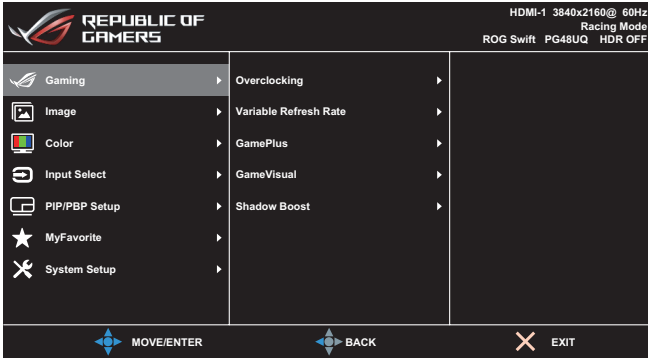 REPUBLIC OF
GAMERS
HDMI-1 3840x2160@ 60Hz
Racing Mode
ROG Swift PG48UQ HDR OFF
Gaming
Image
Color
Input Select
PIP/PBP Setup
MyFavorite
System Setup
Overclocking
Variable Refresh Rate
GamePlus
GameVisual
Shadow Boost
MOVE/ENTER
BACK
EXIT